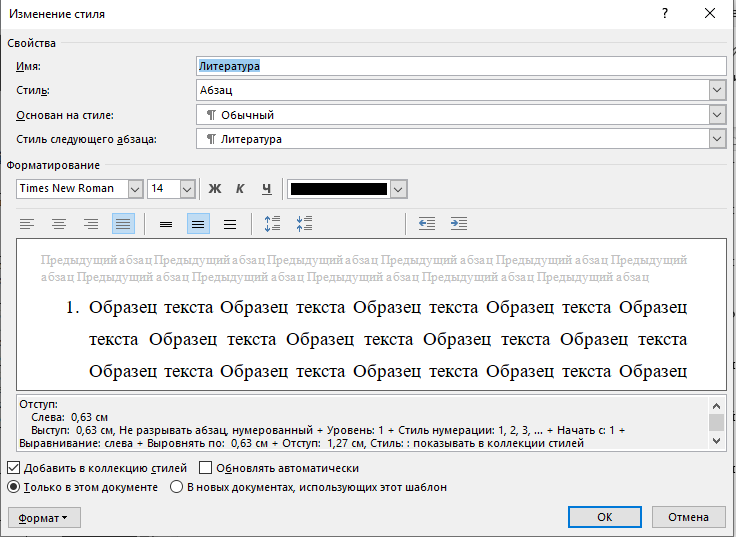 Изменение стиля
Свойства
Имя: Литература
Стиль: Абзац
Основан на стиле: ¶ Обычный
Стиль следующего абзаца: ¶ Литература
Форматирование
Times New Roman 14 Ж К Ч
Предыдущий абзац Предыдущий абзац Предыдущий абзац Предыдущий абзац Предыдущий абзац Предыдущий
абзац Предыдущий абзац Предыдущий абзац Предыдущий абзац Предыдущий абзац Предыдущий абзац
1. Образец текста Образец текста Образец текста Образец текста Образец
текста Образец текста Образец текста Образец текста Образец текста
Образец текста Образец текста Образец текста Образец текста Образец
Отступ:
Слева: 0,63 см
Выступ: 0,63 см, Не разрывать абзац, нумерованный + Уровень: 1 + Стиль нумерации: 1, 2, 3, ... + Начать с: 1 +
Выравнивание: слева + Выровнять по: 0,63 см + Отступ: 1,27 см, Стиль: : показывать в коллекции стилей
Добавить в коллекцию стилей Обновлять автоматически
Только в этом документе В новых документах, использующих этот шаблон
Формат ОК Отмена